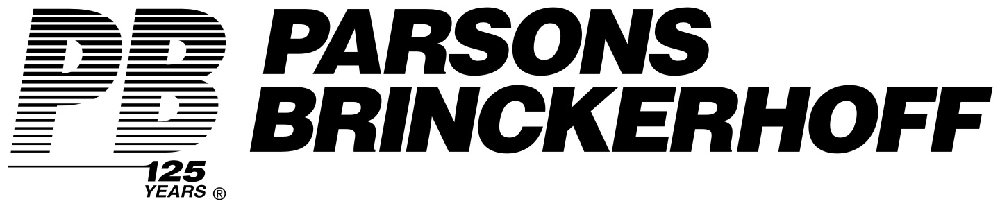 PB
125
YEARS ®
PARSONS
BRINCKERHOFF